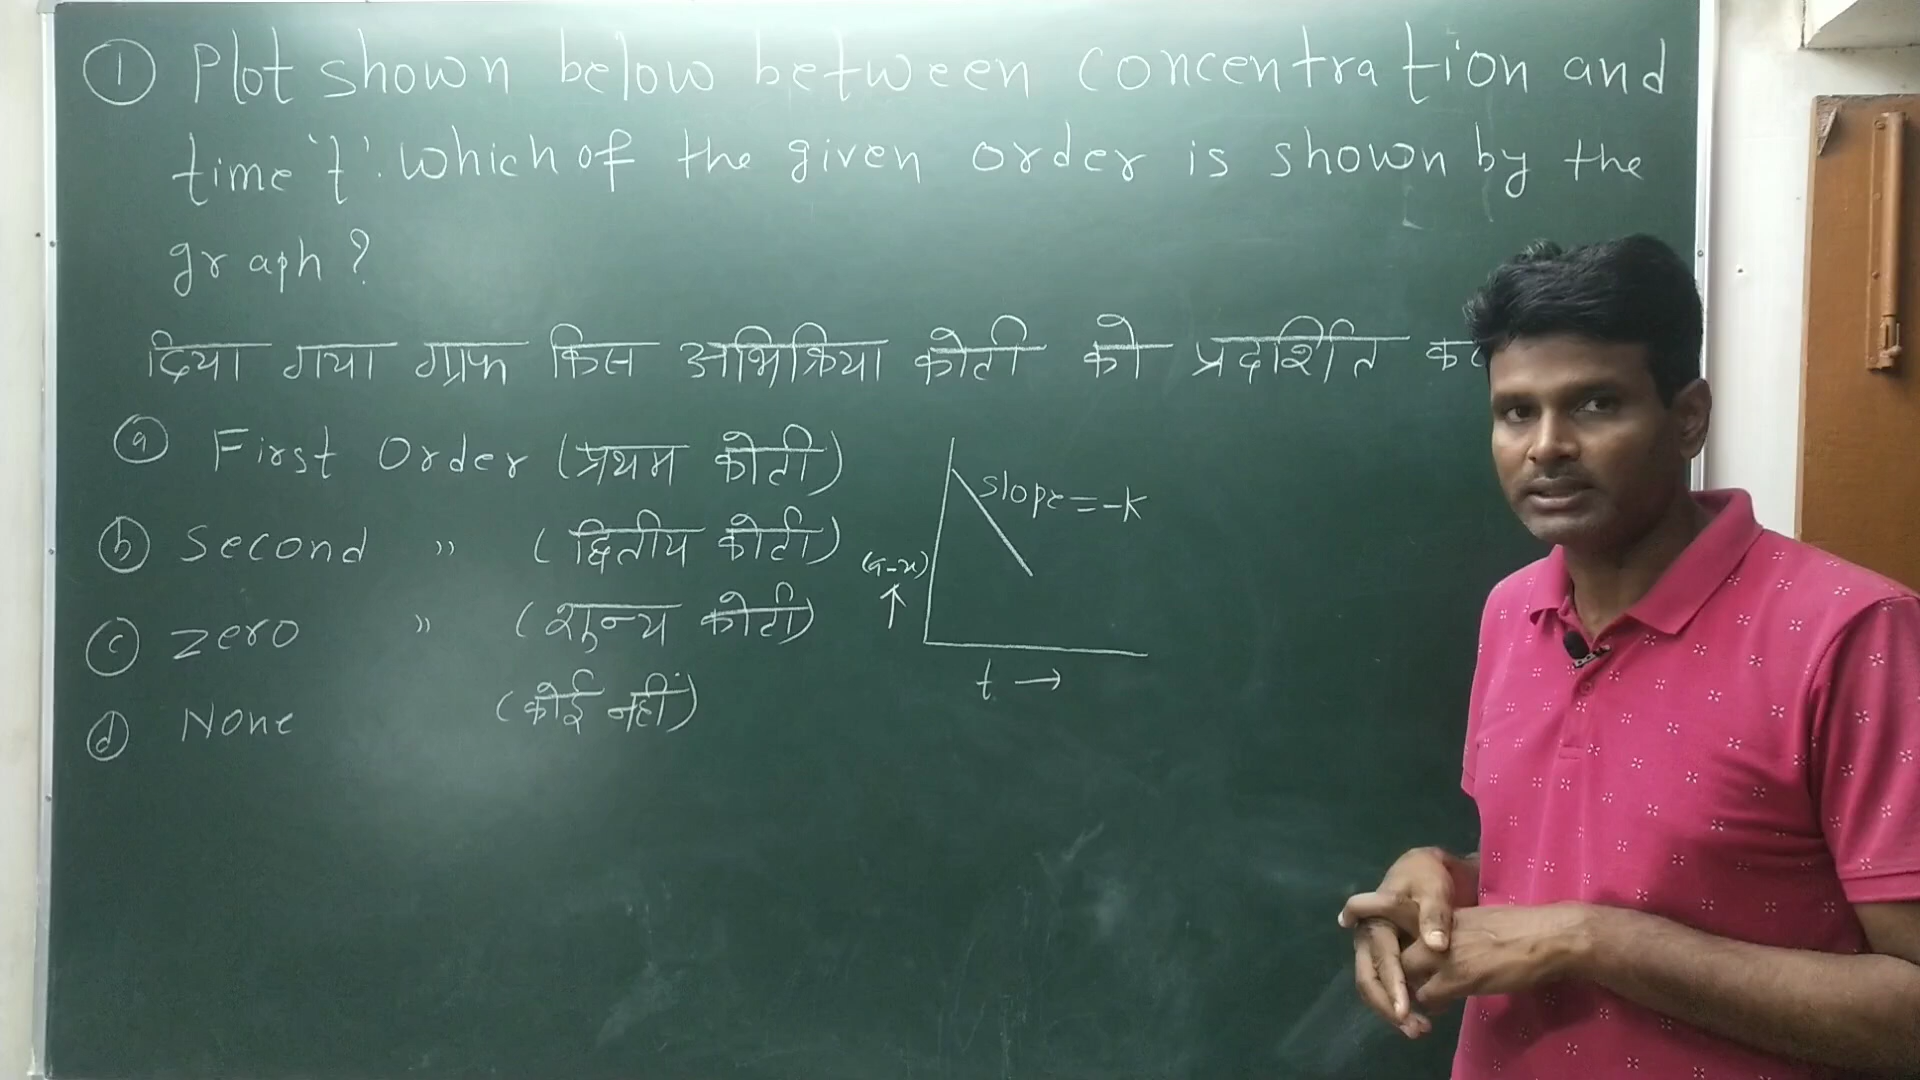 ① Plot shown below between concentration and
time 't'. which of the given order is shown by the
graph ?
दिया गया ग्राफ किस अभिक्रिया कोटी को प्रदर्शित
ⓐ First Order (प्रथम कोटी)
ⓑ Second " (द्वितीय कोटी)
ⓒ Zero " (शुन्य कोटी)
ⓓ None (कोई नहीं)
slope = -K
(a-x)
↑
t →